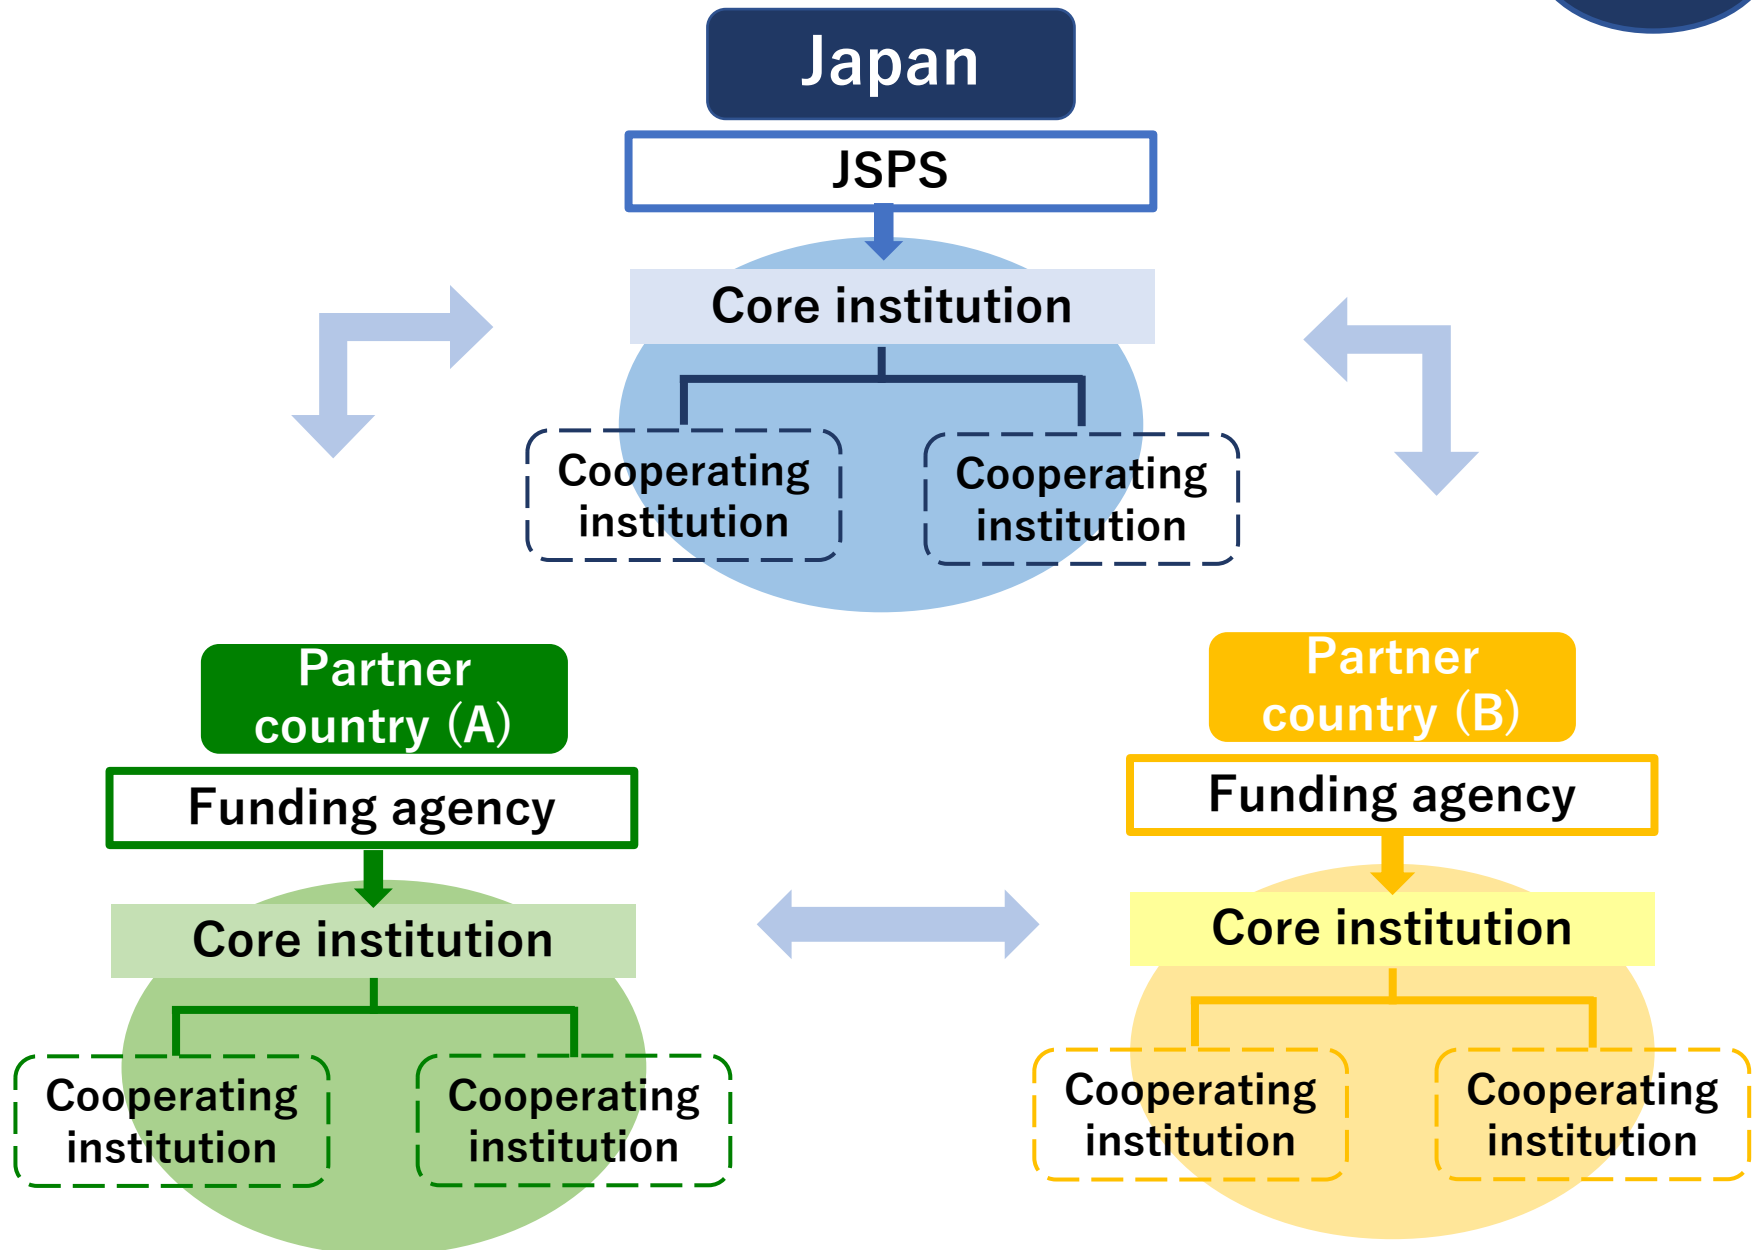 Japan
JSPS
Core institution
Cooperating
institution
Cooperating
institution
Partner
country (A)
Funding agency
Core institution
Cooperating
institution
Cooperating
institution
Partner
country (B)
Funding agency
Core institution
Cooperating
institution
Cooperating
institution